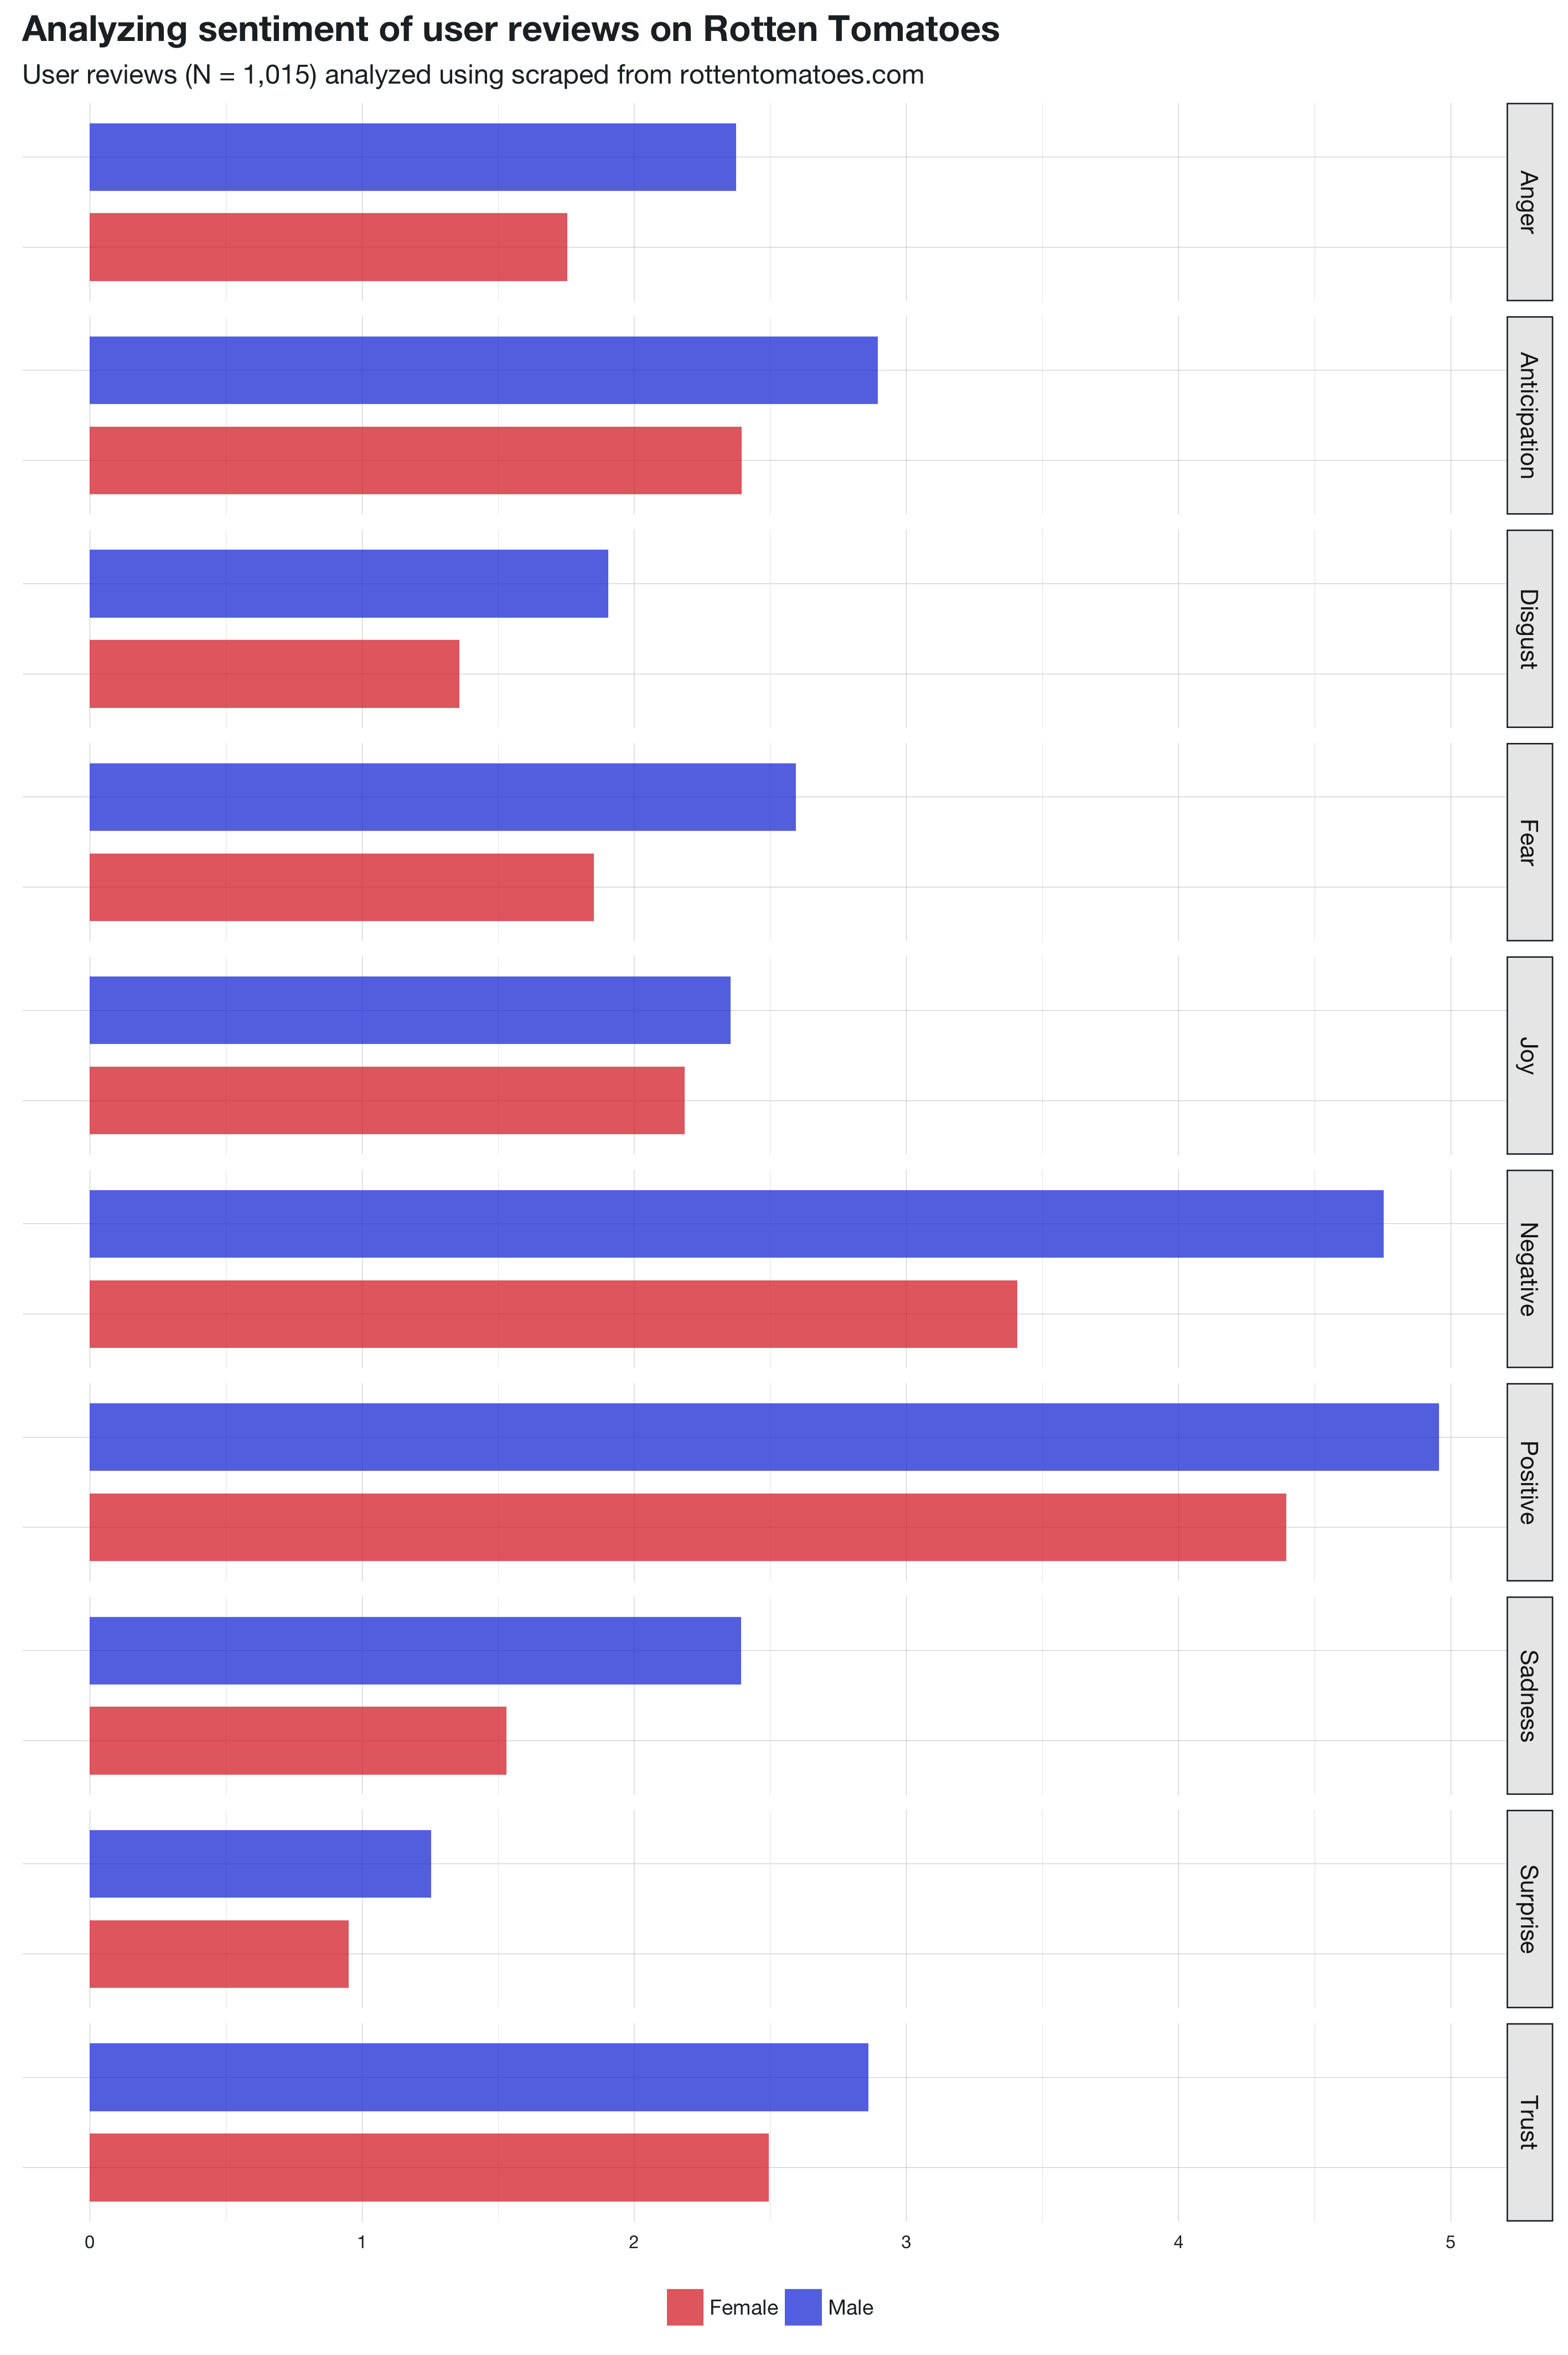 Analyzing sentiment of user reviews on Rotten Tomatoes
User reviews (N = 1,015) analyzed using scraped from rottentomatoes.com
Anger
Anticipation
Disgust
Fear
Joy
Negative
Positive
Sadness
Surprise
Trust
0 1 2 3 4 5
Female Male